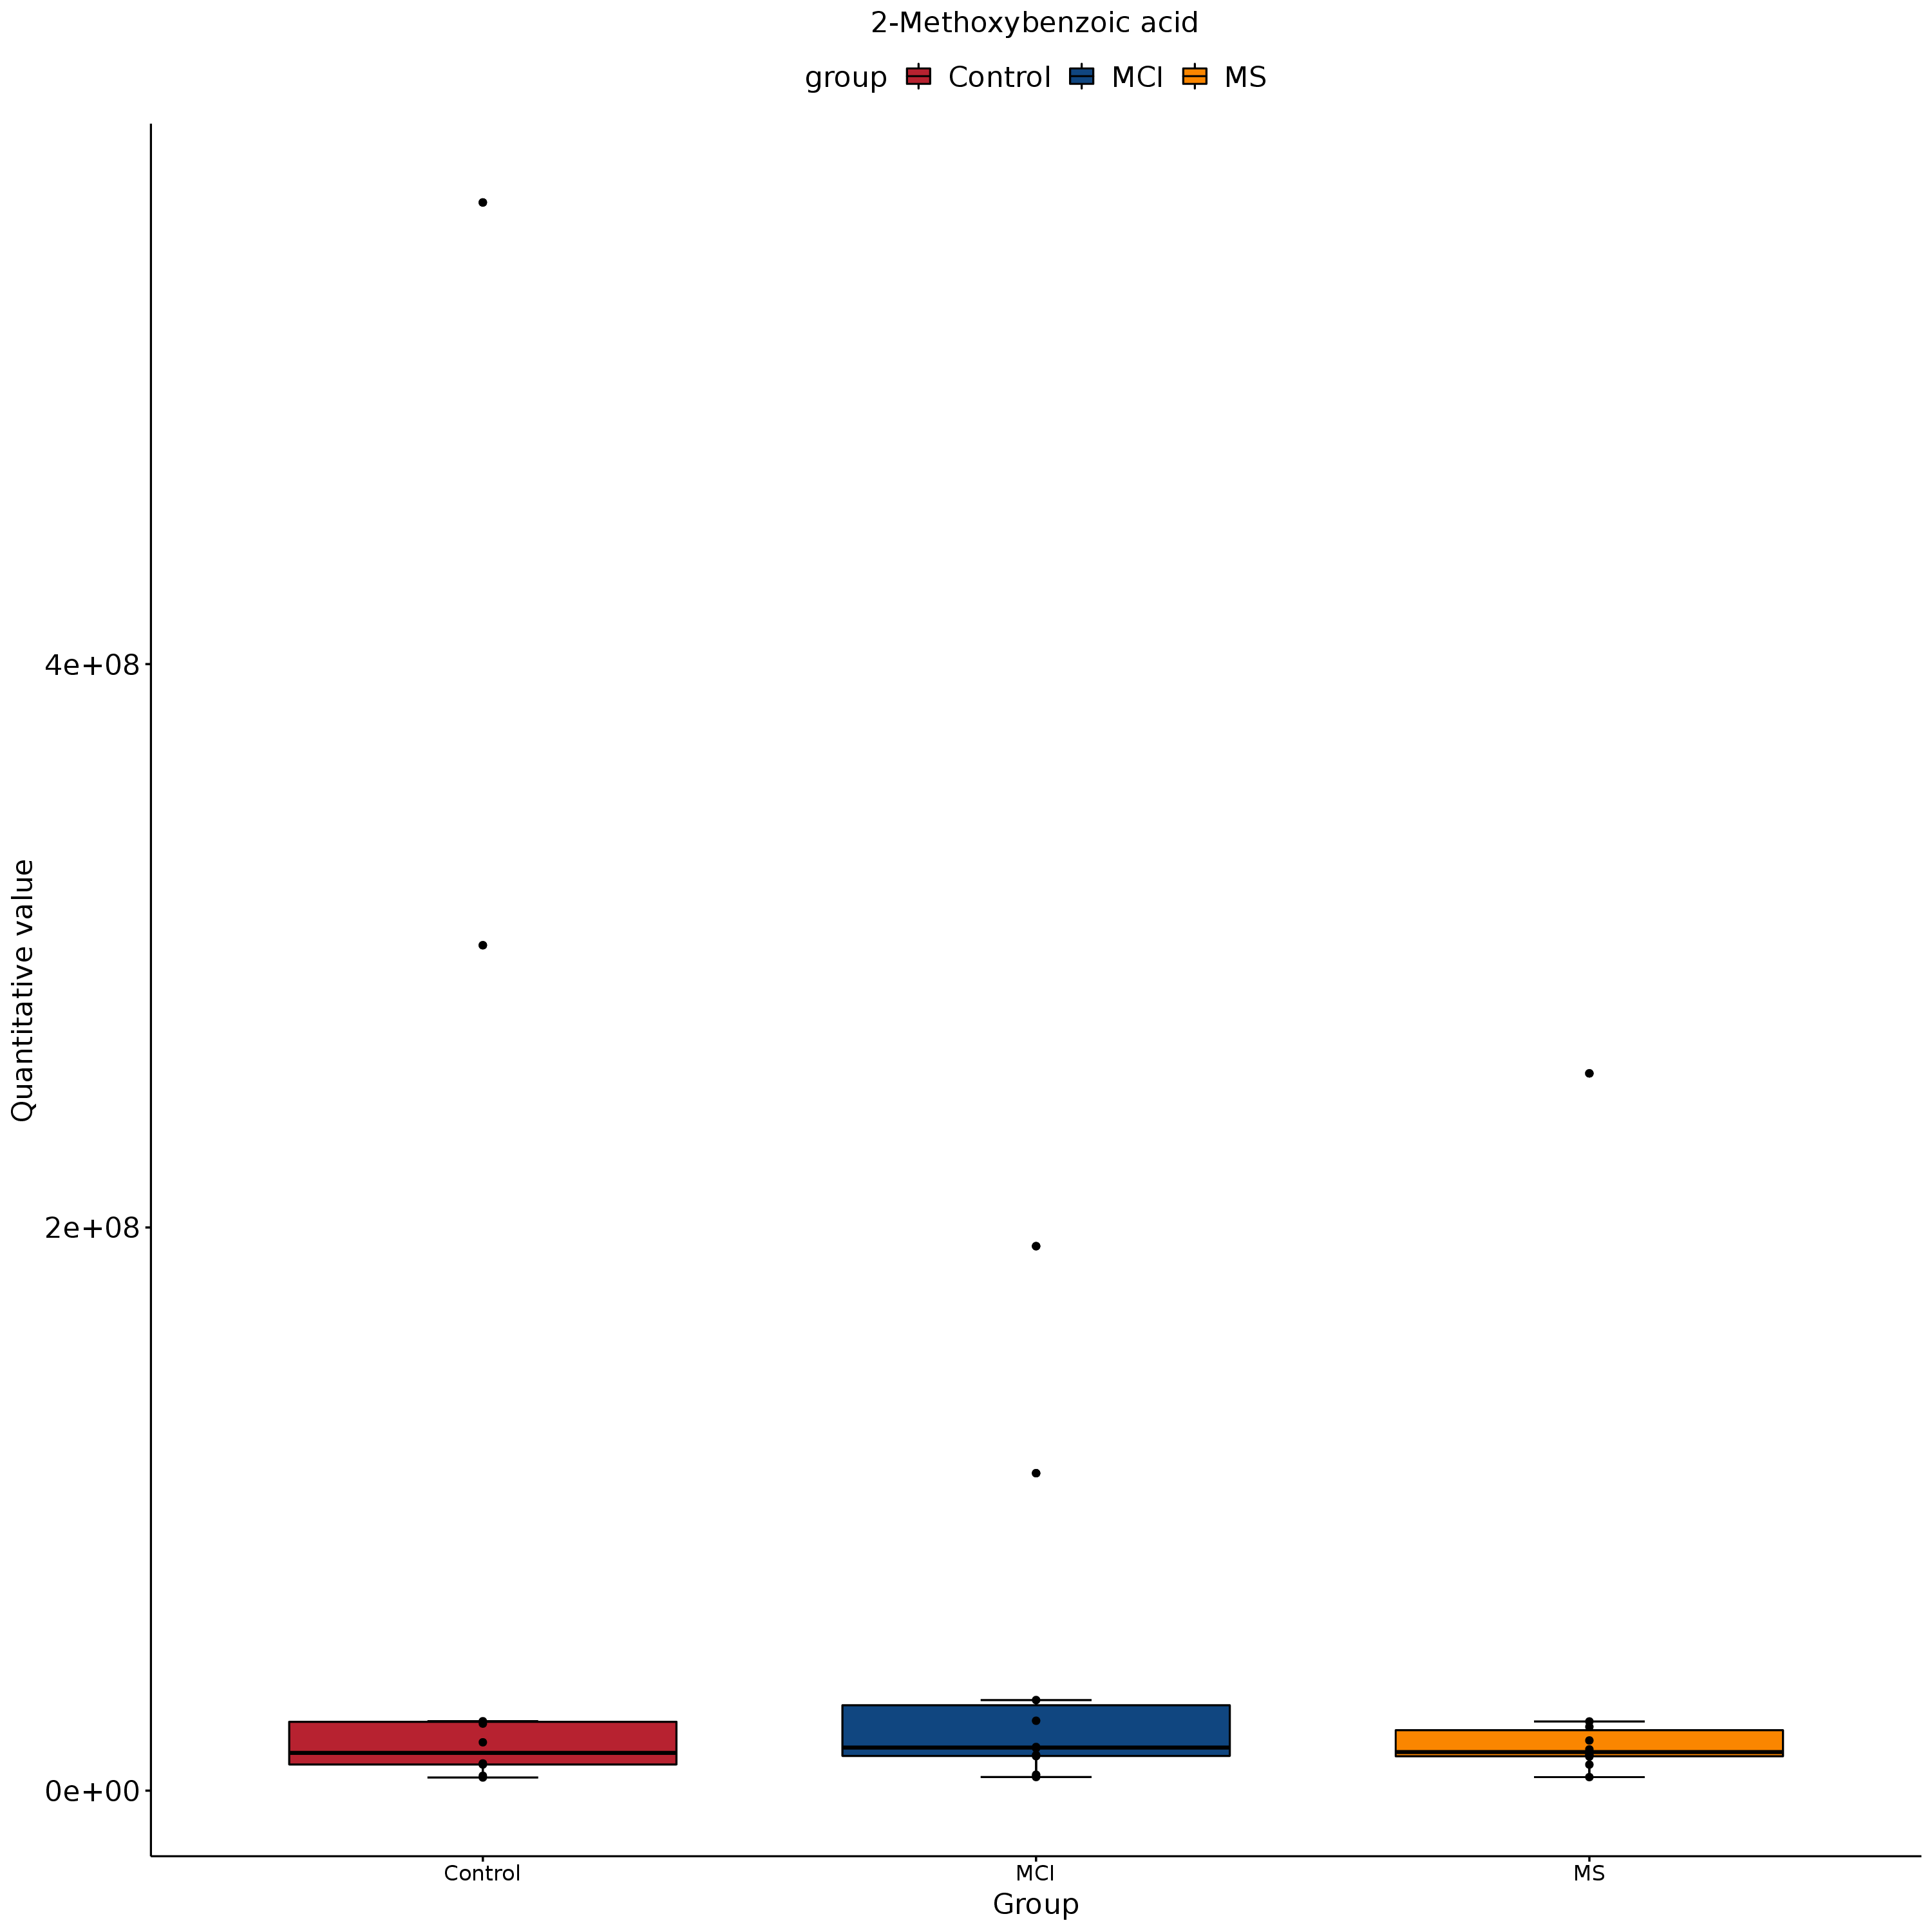 2-Methoxybenzoic acid
group Control MCI MS
Quantitative value
4e+08
2e+08
0e+00
Control MCI MS
Group